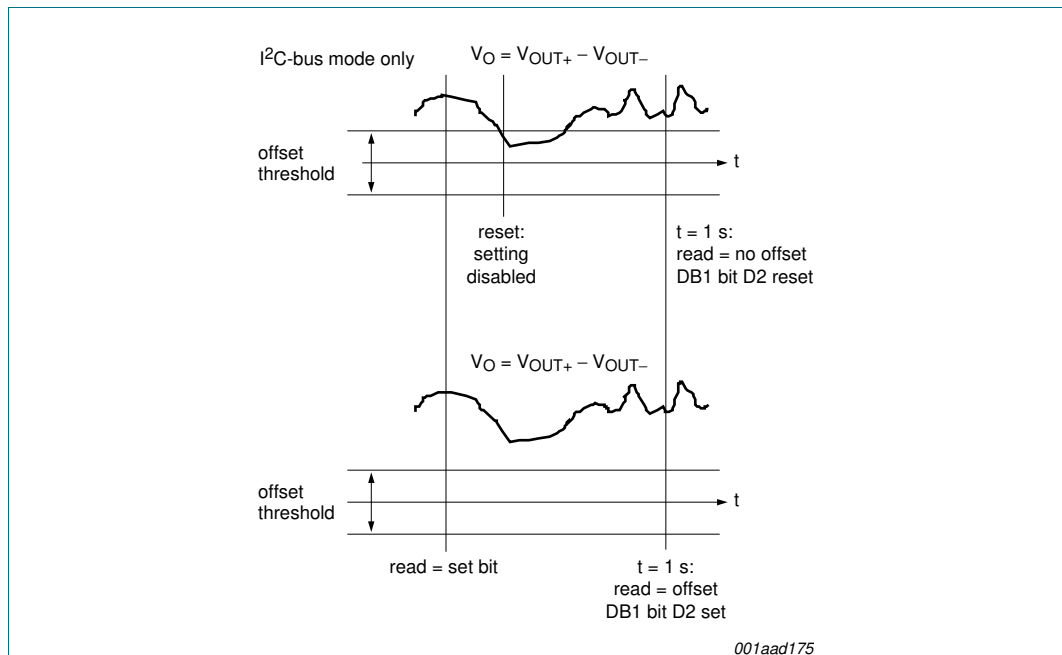 I²C-bus mode only
V_O = V_OUT+ − V_OUT−
offset
threshold
t
reset:
setting
disabled
t = 1 s:
read = no offset
DB1 bit D2 reset
V_O = V_OUT+ − V_OUT−
offset
threshold
t
read = set bit
t = 1 s:
read = offset
DB1 bit D2 set
001aad175